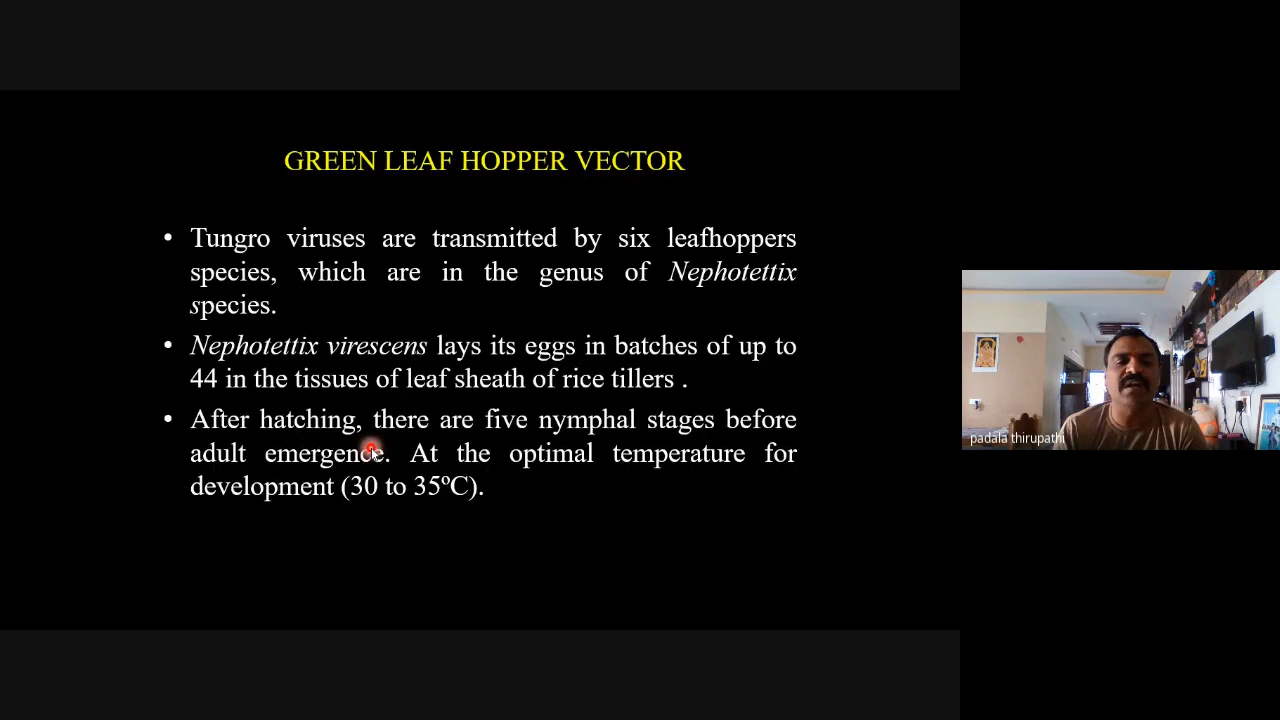 GREEN LEAF HOPPER VECTOR
• Tungro viruses are transmitted by six leafhoppers
species, which are in the genus of Nephotettix
species.
• Nephotettix virescens lays its eggs in batches of up to
44 in the tissues of leaf sheath of rice tillers .
• After hatching, there are five nymphal stages before
adult emergence. At the optimal temperature for
development (30 to 35ºC).
padala thirupathi